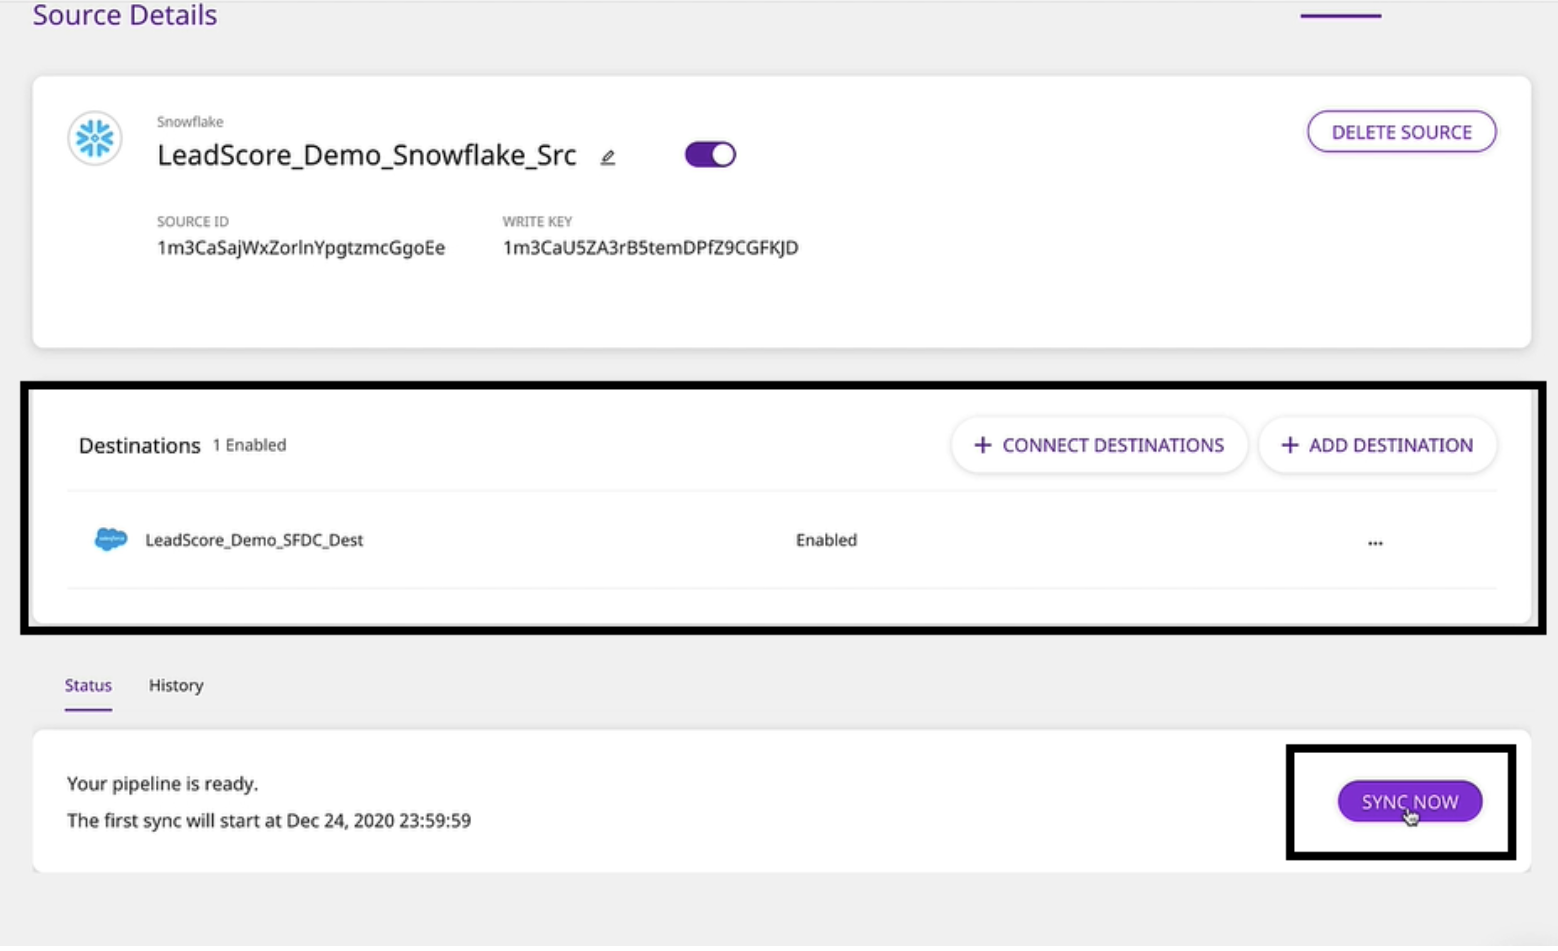 Source Details
Snowflake
LeadScore_Demo_Snowflake_Src
DELETE SOURCE
SOURCE ID
WRITE KEY
1m3CaSajWxZorlnYpgtzmcGgoEe
1m3CaU5ZA3rB5temDPfZ9CGFKJD
Destinations 1 Enabled
+ CONNECT DESTINATIONS
+ ADD DESTINATION
salesforce
LeadScore_Demo_SFDC_Dest
Enabled
...
Status
History
Your pipeline is ready.
The first sync will start at Dec 24, 2020 23:59:59
SYNC NOW